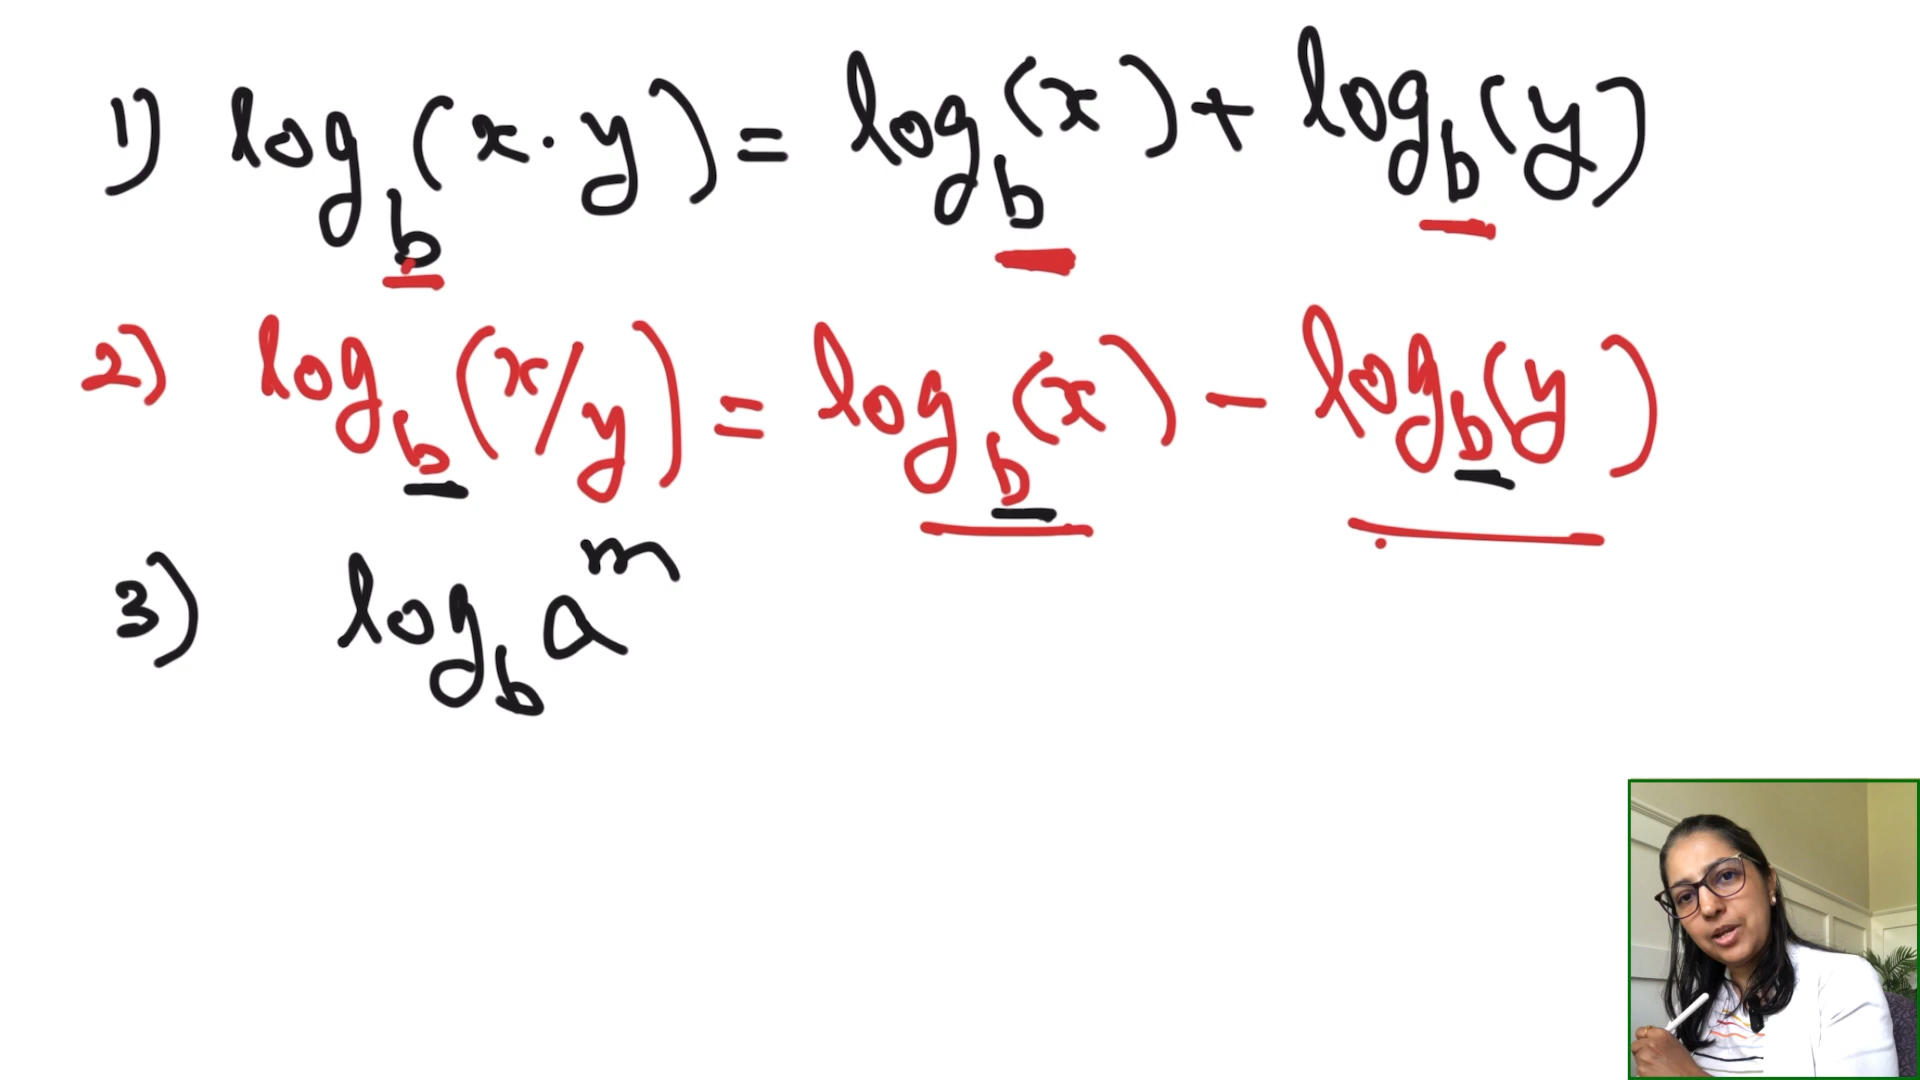 1) log_b (x · y) = log_b (x) + log_b (y)
2) log_b (x/y) = log_b (x) − log_b (y)
3) log_b a^m